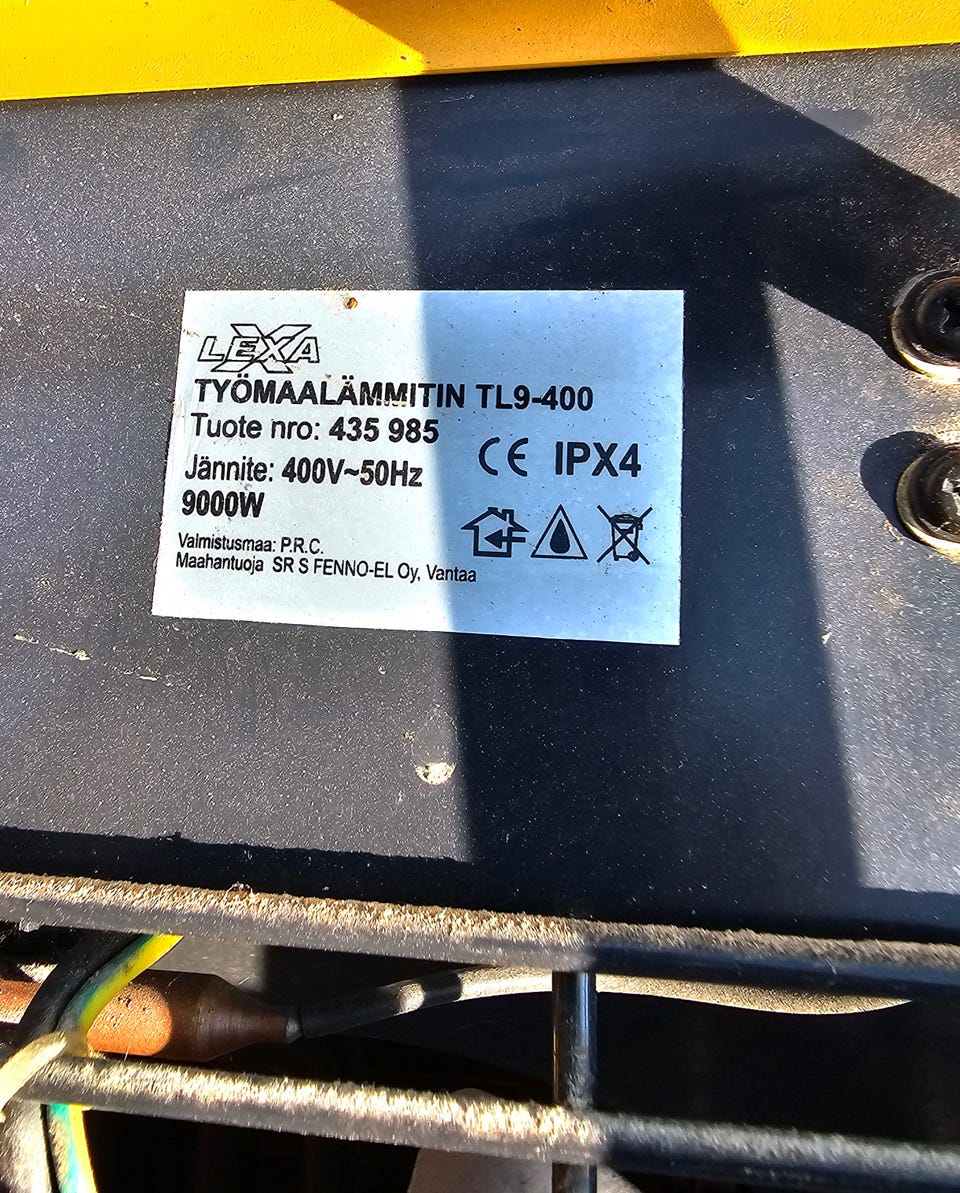 LEXA
TYÖMAALÄMMITIN TL9-400
Tuote nro: 435 985
Jännite: 400V~50Hz
CE IPX4
9000W
Valmistusmaa: P.R.C.
Maahantuoja SR S FENNO-EL Oy, Vantaa